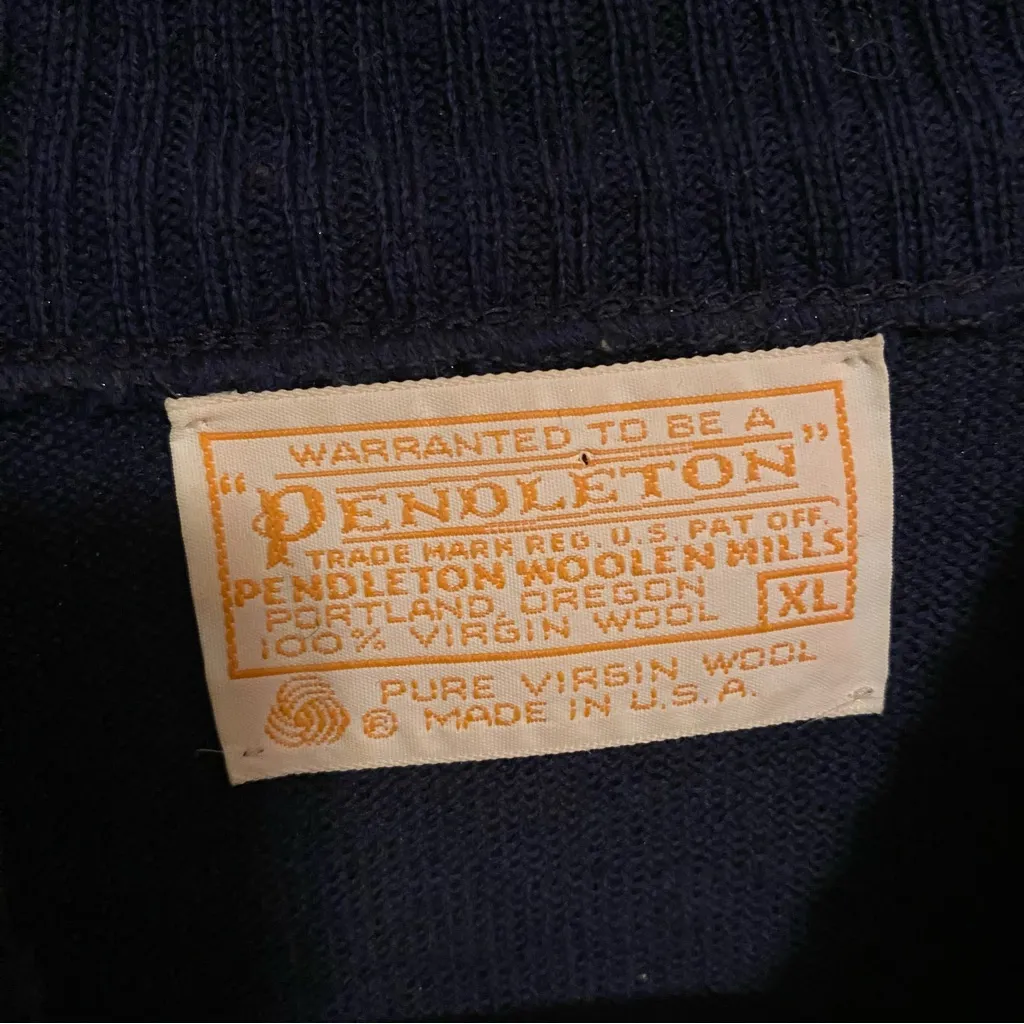 WARRANTED TO BE A
"PENDLETON"
TRADE MARK REG. U.S. PAT OFF.
PENDLETON WOOLEN MILLS
PORTLAND, OREGON
100% VIRGIN WOOL
XL
PURE VIRGIN WOOL
® MADE IN U.S.A.